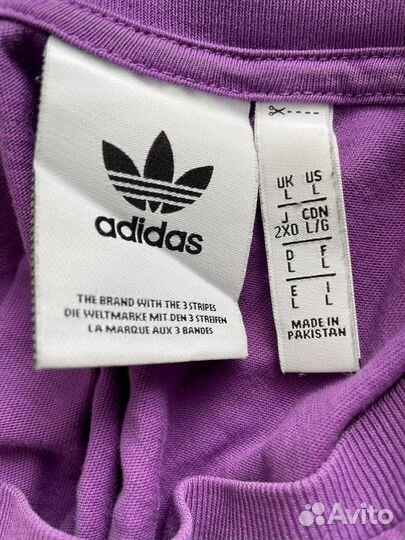 adidas
THE BRAND WITH THE 3 STRIPES
DIE WELTMARKE MIT DEN 3 STREIFEN
LA MARQUE AUX 3 BANDES
UK US
L L
J CDN
2XO L/G
D F
L L
E I
L L
MADE IN
PAKISTAN
Avito